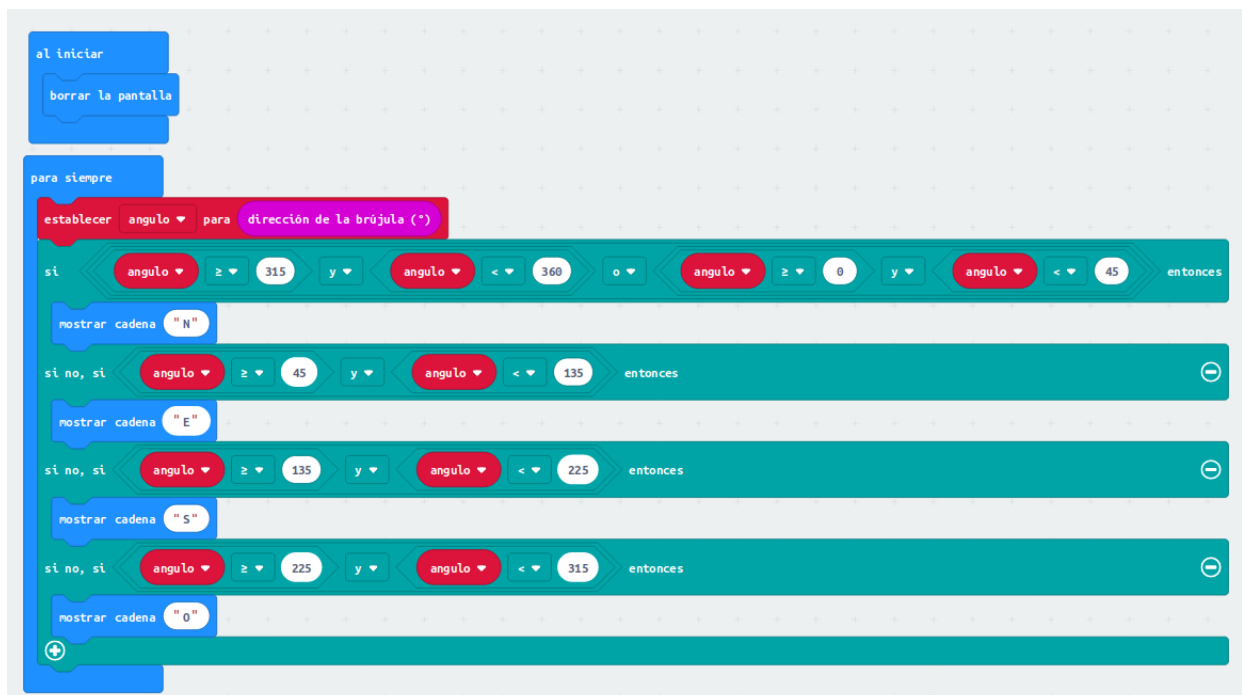 al iniciar
borrar la pantalla
para siempre
establecer angulo para dirección de la brújula (°)
si angulo ≥ 315 y angulo < 360 o angulo ≥ 0 y angulo < 45 entonces
mostrar cadena "N"
si no, si angulo ≥ 45 y angulo < 135 entonces
mostrar cadena "E"
si no, si angulo ≥ 135 y angulo < 225 entonces
mostrar cadena "S"
si no, si angulo ≥ 225 y angulo < 315 entonces
mostrar cadena "O"